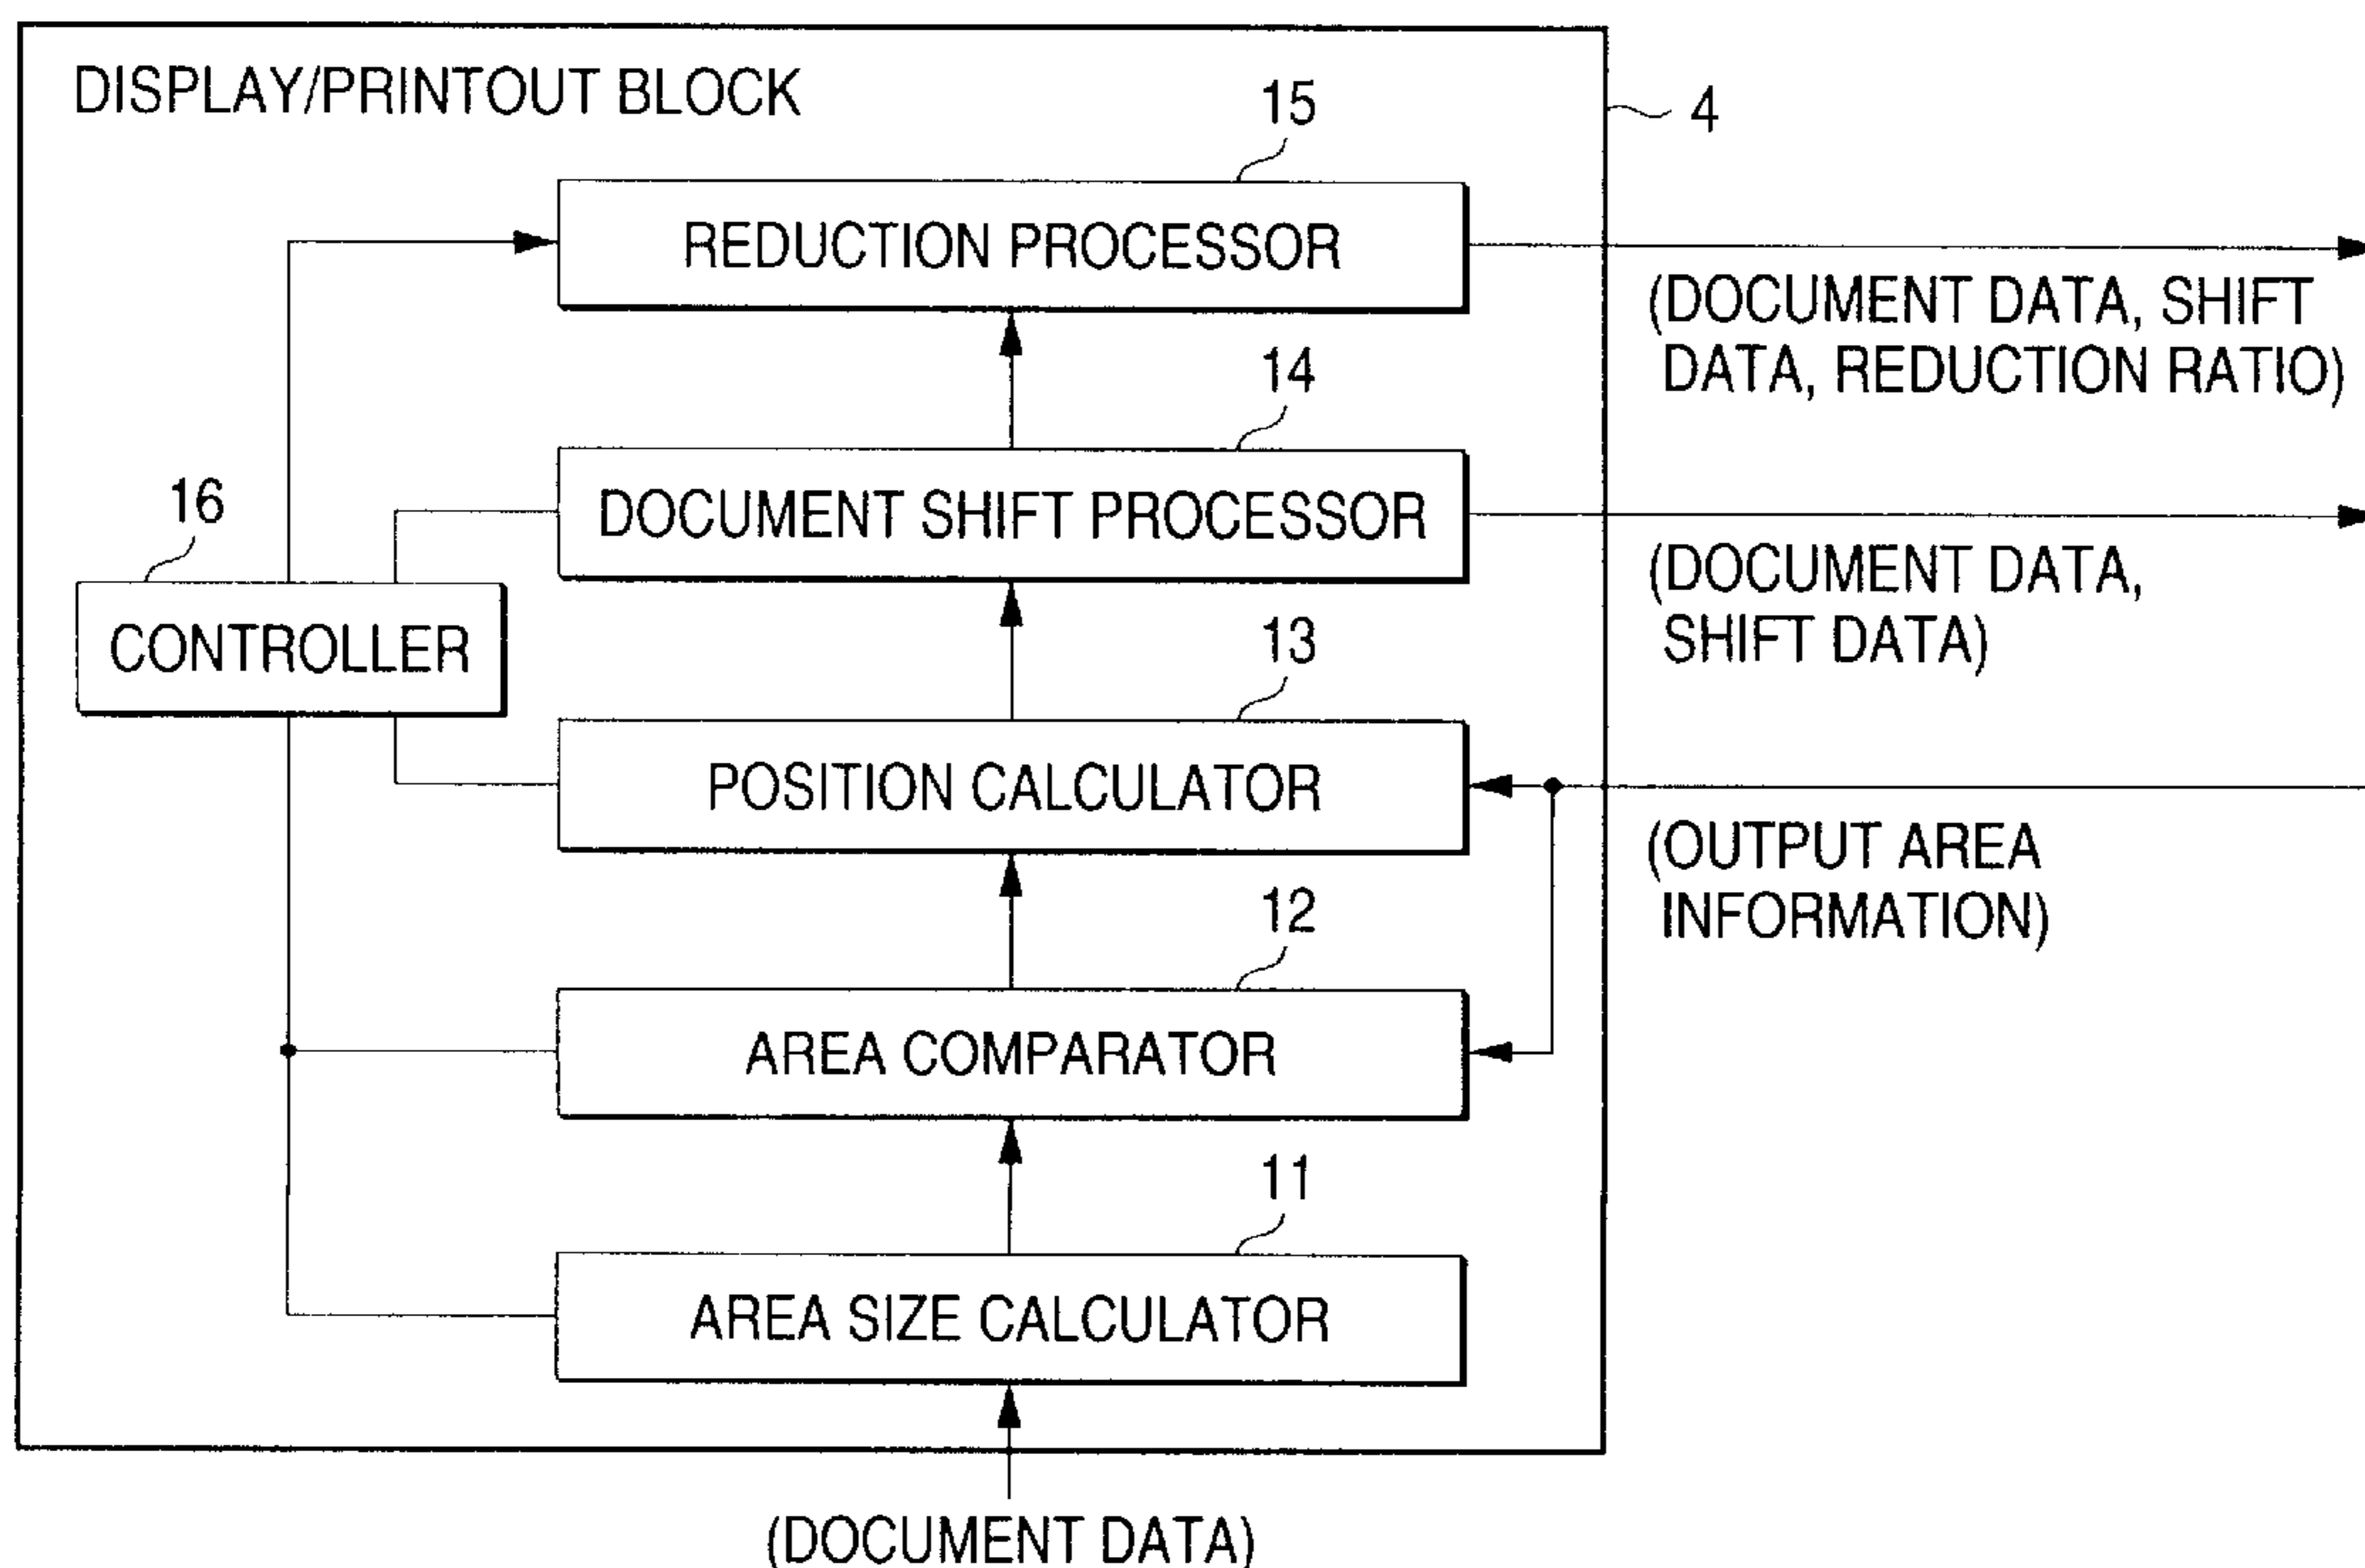 DISPLAY/PRINTOUT BLOCK
15
4
REDUCTION PROCESSOR
(DOCUMENT DATA, SHIFT
DATA, REDUCTION RATIO)
14
16
DOCUMENT SHIFT PROCESSOR
(DOCUMENT DATA,
SHIFT DATA)
CONTROLLER
13
POSITION CALCULATOR
(OUTPUT AREA
INFORMATION)
12
AREA COMPARATOR
11
AREA SIZE CALCULATOR
(DOCUMENT DATA)